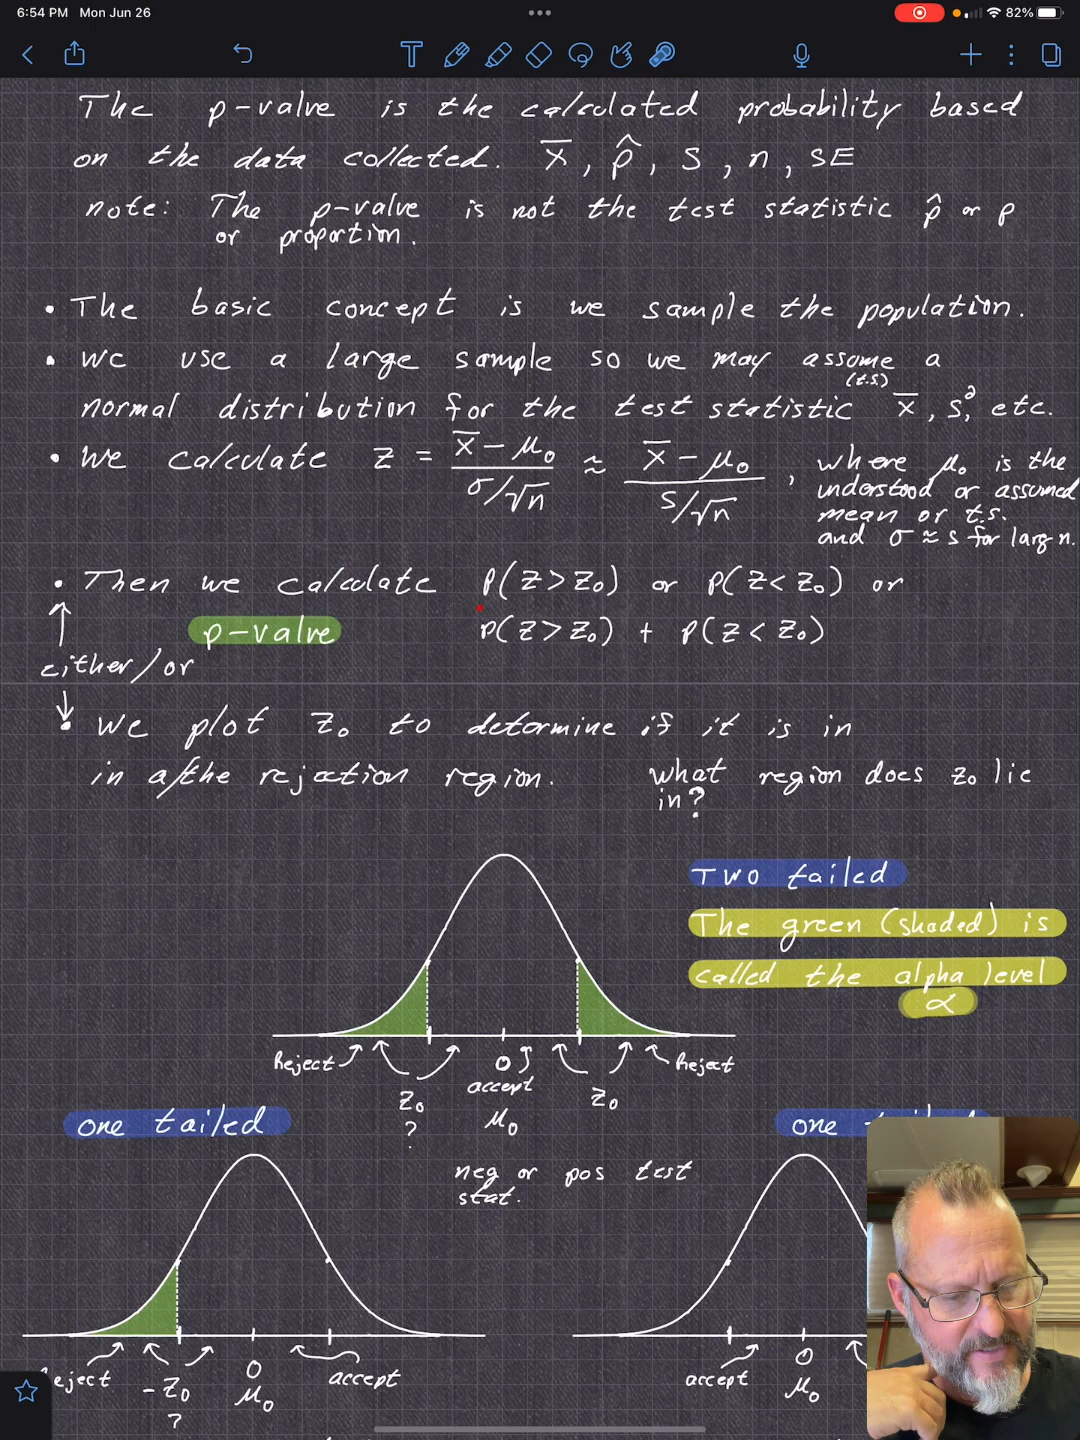 6:54 PM Mon Jun 26
82%
The p-value is the calculated probability based
on the data collected. x̅, p̂, s, n, SE
note: The p-value is not the test statistic p̂ or p
or proportion.
• The basic concept is we sample the population.
• We use a large sample so we may assume a
(t.s.)
normal distribution for the test statistic x̅, s², etc.
• We calculate z = (x̅ - μ₀)/(σ/√n) ≈ (x̅ - μ₀)/(s/√n),
where μ₀ is the
understood or assumed
mean or t.s.
and σ ≈ s for large n.
• Then we calculate P(Z > Z₀) or P(Z < Z₀) or
p-value P(Z > Z₀) + P(Z < Z₀)
either/or
• We plot Z₀ to determine if it is in
in a/the rejection region. what region does Z₀ lie
in?
Two tailed
The green (shaded) is
called the alpha level
α
Reject
0
accept
μ₀
Z₀
?
Z₀
Reject
one tailed
one
neg or pos test
stat.
eject
-Z₀
?
0
μ₀
accept
accept
0
μ₀